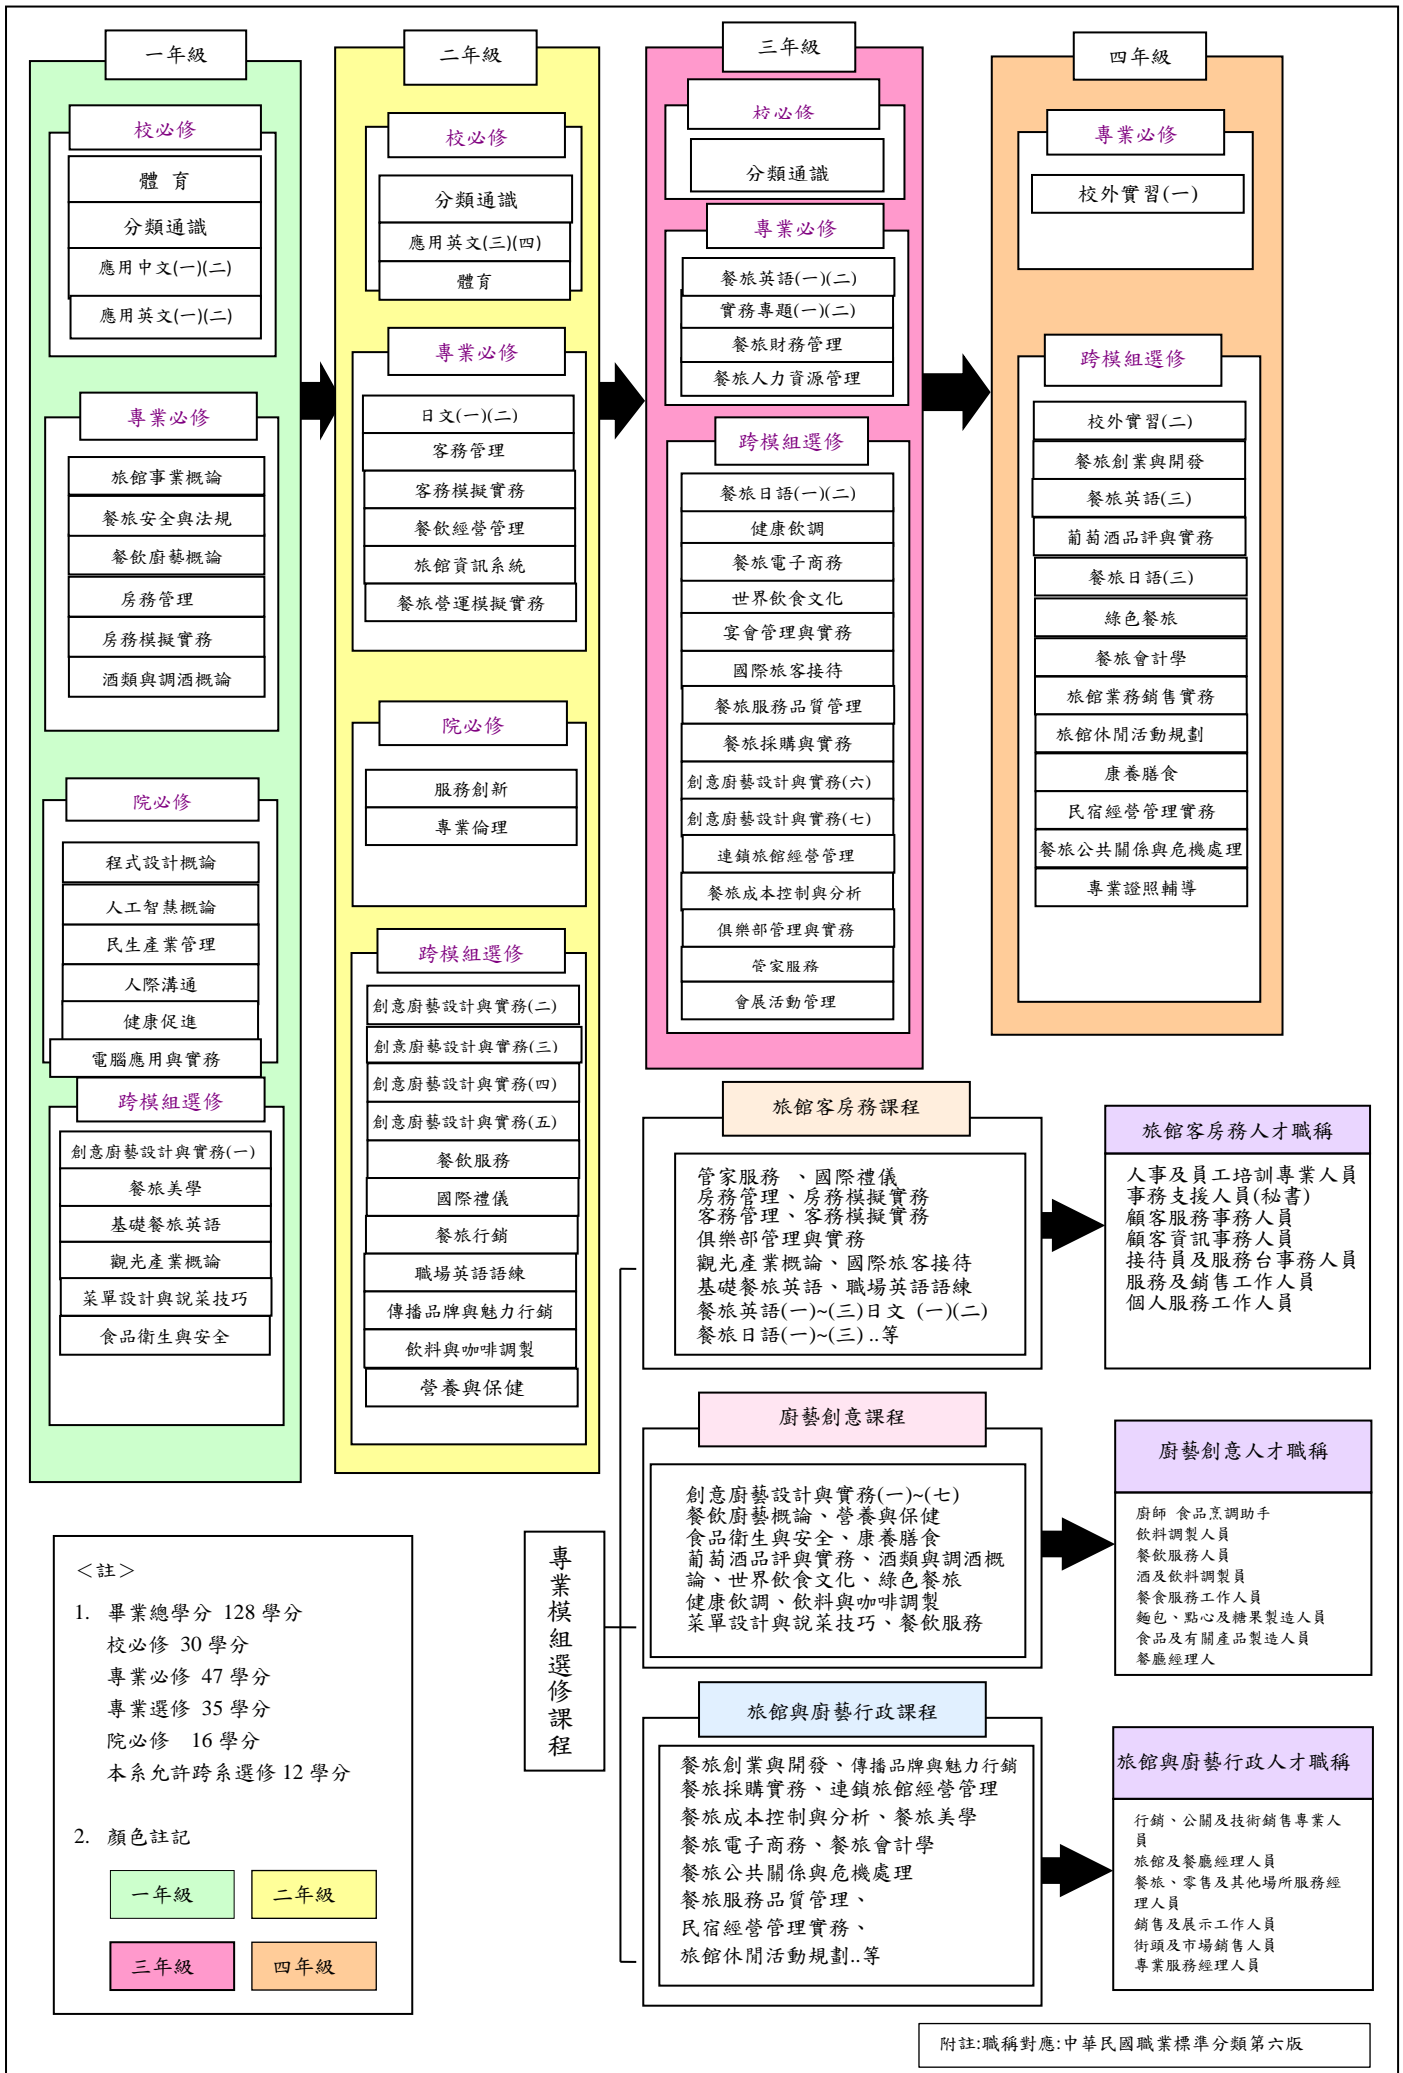 一年級
校必修
體 育
分類通識
應用中文(一)(二)
應用英文(一)(二)
專業必修
旅館事業概論
餐旅安全與法規
餐飲廚藝概論
房務管理
房務模擬實務
酒類與調酒概論
院必修
程式設計概論
人工智慧概論
民生產業管理
人際溝通
健康促進
電腦應用與實務
跨模組選修
創意廚藝設計與實務(一)
餐旅美學
基礎餐旅英語
觀光產業概論
菜單設計與說菜技巧
食品衛生與安全
二年級
校必修
分類通識
應用英文(三)(四)
體育
專業必修
日文(一)(二)
客務管理
客務模擬實務
餐飲經營管理
旅館資訊系統
餐旅營運模擬實務
院必修
服務創新
專業倫理
跨模組選修
創意廚藝設計與實務(二)
創意廚藝設計與實務(三)
創意廚藝設計與實務(四)
創意廚藝設計與實務(五)
餐飲服務
國際禮儀
餐旅行銷
職場英語語練
傳播品牌與魅力行銷
飲料與咖啡調製
營養與保健
三年級
校必修
分類通識
專業必修
餐旅英語(一)(二)
實務專題(一)(二)
餐旅財務管理
餐旅人力資源管理
跨模組選修
餐旅日語(一)(二)
健康飲調
餐旅電子商務
世界飲食文化
宴會管理與實務
國際旅客接待
餐旅服務品質管理
餐旅採購與實務
創意廚藝設計與實務(六)
創意廚藝設計與實務(七)
連鎖旅館經營管理
餐旅成本控制與分析
俱樂部管理與實務
管家服務
會展活動管理
四年級
專業必修
校外實習(一)
跨模組選修
校外實習(二)
餐旅創業與開發
餐旅英語(三)
葡萄酒品評與實務
餐旅日語(三)
綠色餐旅
餐旅會計學
旅館業務銷售實務
旅館休閒活動規劃
康養膳食
民宿經營管理實務
餐旅公共關係與危機處理
專業證照輔導
＜註＞
1. 畢業總學分 128 學分
校必修 30 學分
專業必修 47 學分
專業選修 35 學分
院必修 16 學分
本系允許跨系選修 12 學分
2. 顏色註記
一年級
二年級
三年級
四年級
專業模組選修課程
旅館客房務課程
管家服務 、國際禮儀
房務管理、房務模擬實務
客務管理、客務模擬實務
俱樂部管理與實務
觀光產業概論、國際旅客接待
基礎餐旅英語、職場英語語練
餐旅英語(一)~(三)日文 (一)(二)
餐旅日語(一)~(三) ..等
旅館客房務人才職稱
人事及員工培訓專業人員
事務支援人員(秘書)
顧客服務事務人員
顧客資訊事務人員
接待員及服務台事務人員
服務及銷售工作人員
個人服務工作人員
廚藝創意課程
創意廚藝設計與實務(一)~(七)
餐飲廚藝概論、營養與保健
食品衛生與安全、康養膳食
葡萄酒品評與實務、酒類與調酒概
論、世界飲食文化、綠色餐旅
健康飲調、飲料與咖啡調製
菜單設計與說菜技巧、餐飲服務
廚藝創意人才職稱
廚師 食品烹調助手
飲料調製人員
餐飲服務人員
酒及飲料調製員
餐食服務工作人員
麵包、點心及糖果製造人員
食品及有關產品製造人員
餐廳經理人
旅館與廚藝行政課程
餐旅創業與開發、傳播品牌與魅力行銷
餐旅採購實務、連鎖旅館經營管理
餐旅成本控制與分析、餐旅美學
餐旅電子商務、餐旅會計學
餐旅公共關係與危機處理
餐旅服務品質管理、
民宿經營管理實務、
旅館休閒活動規劃..等
旅館與廚藝行政人才職稱
行銷、公關及技術銷售專業人
員
旅館及餐廳經理人員
餐旅、零售及其他場所服務經
理人員
銷售及展示工作人員
街頭及市場銷售人員
專業服務經理人員
附註:職稱對應:中華民國職業標準分類第六版